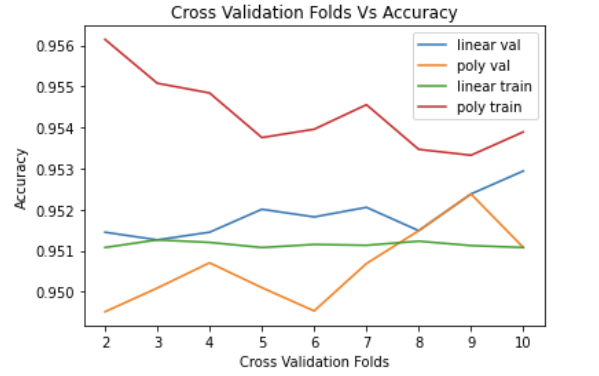 Cross Validation Folds Vs Accuracy
linear val
poly val
linear train
poly train
0.956
0.955
0.954
0.953
0.952
0.951
0.950
Accuracy
2 3 4 5 6 7 8 9 10
Cross Validation Folds